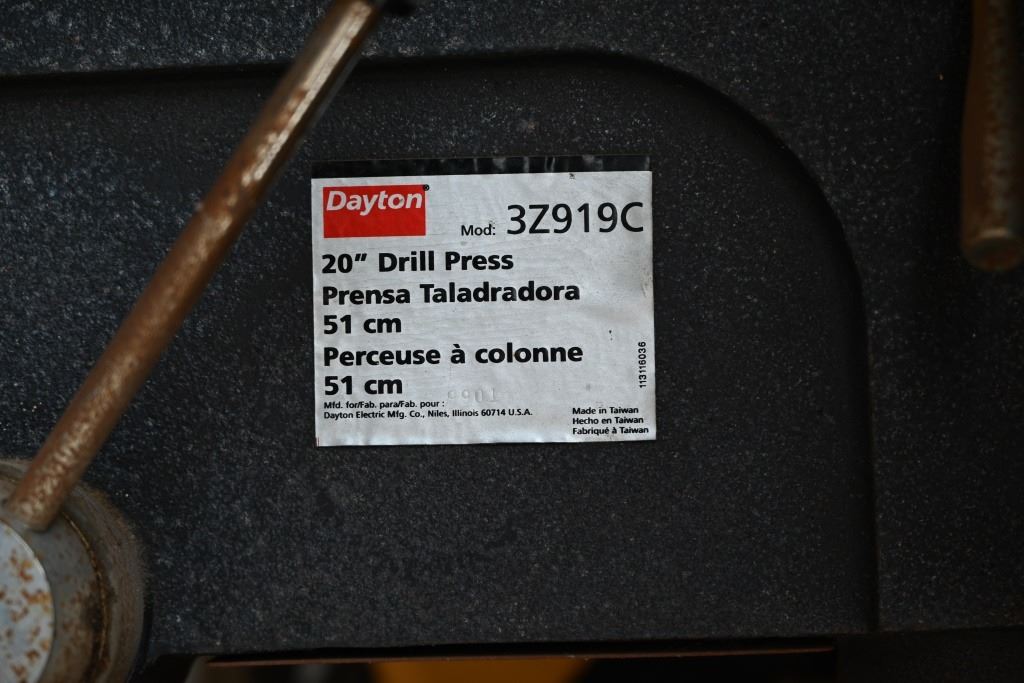 Dayton®
Mod: 3Z919C
20" Drill Press
Prensa Taladradora
51 cm
Perceuse à colonne
51 cm
9901
Mfd. for/Fab. para/Fab. pour :
Dayton Electric Mfg. Co., Niles, Illinois 60714 U.S.A.
Made in Taiwan
Hecho en Taiwan
Fabriqué à Taiwan
113116036